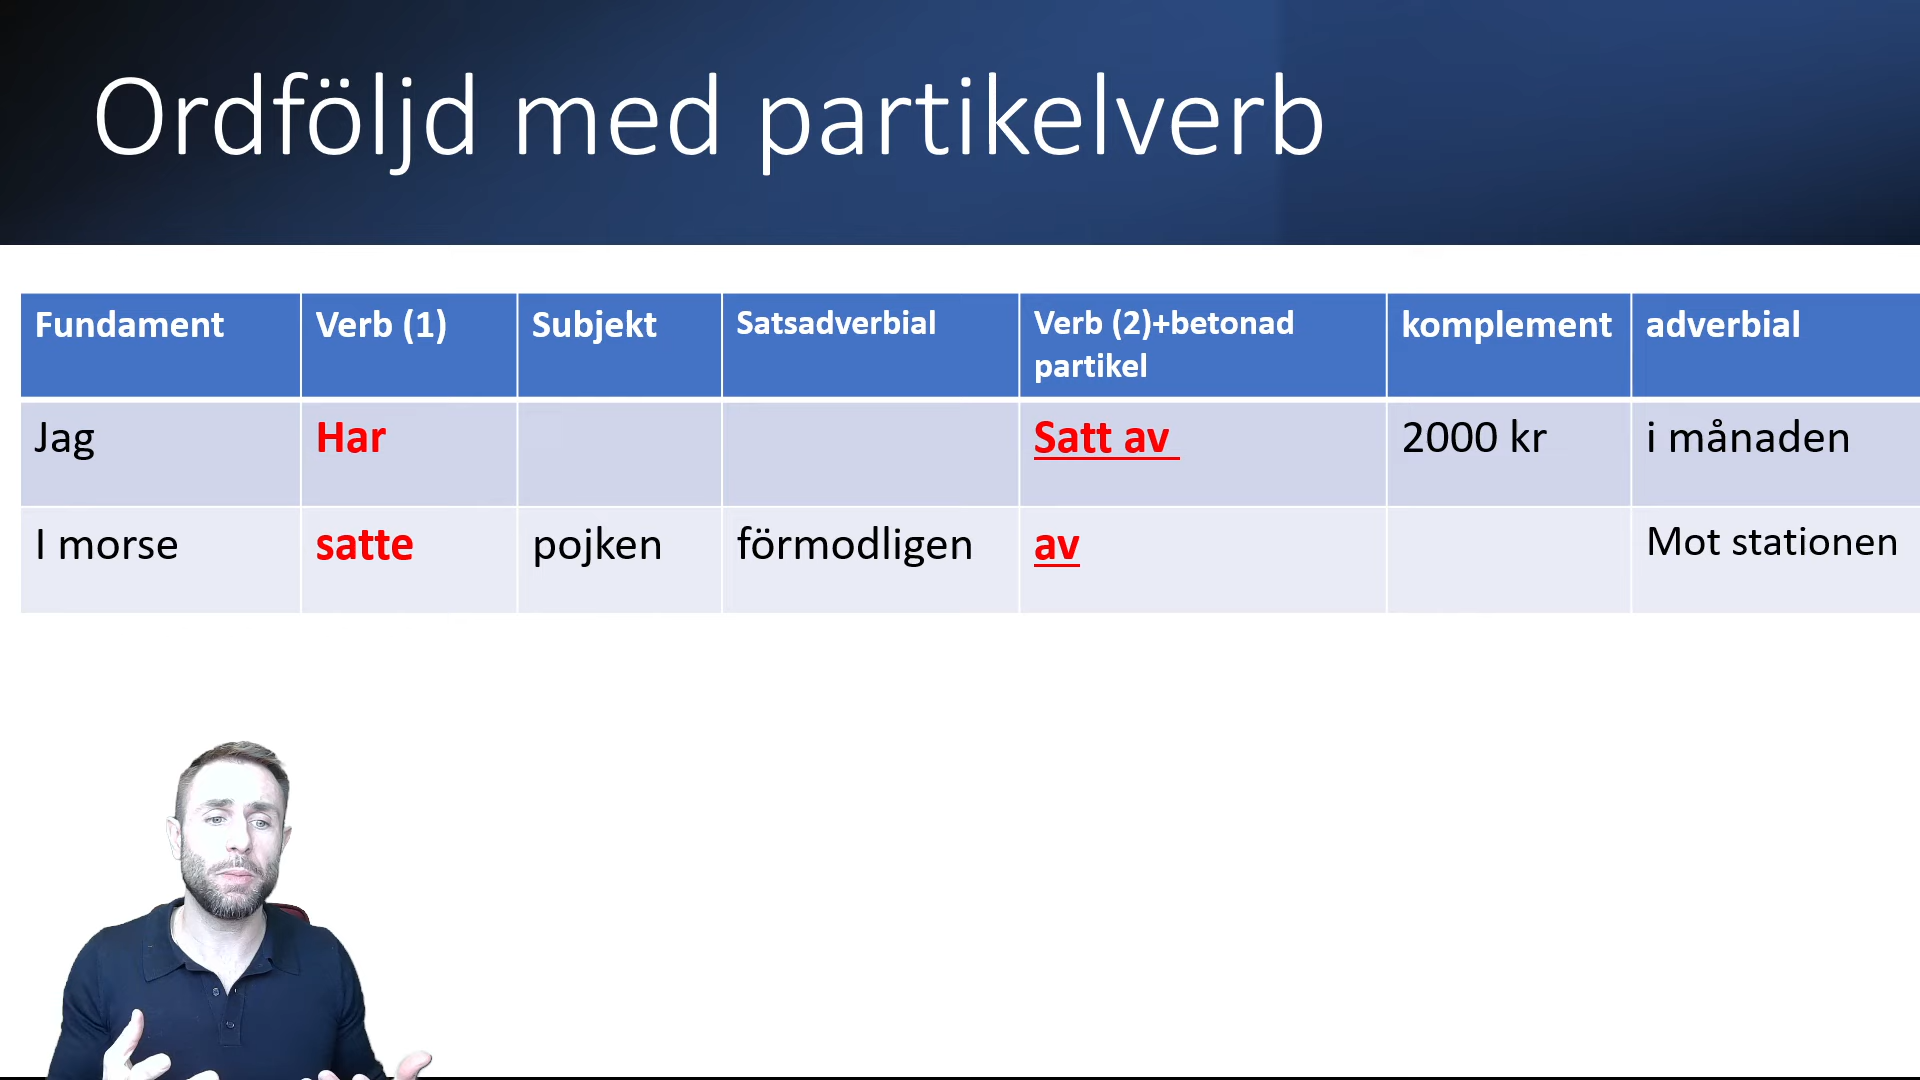 Ordföljd med partikelverb
Fundament Verb (1) Subjekt Satsadverbial Verb (2)+betonad partikel komplement adverbial
Jag Har Satt av 2000 kr i månaden
I morse satte pojken förmodligen av Mot stationen